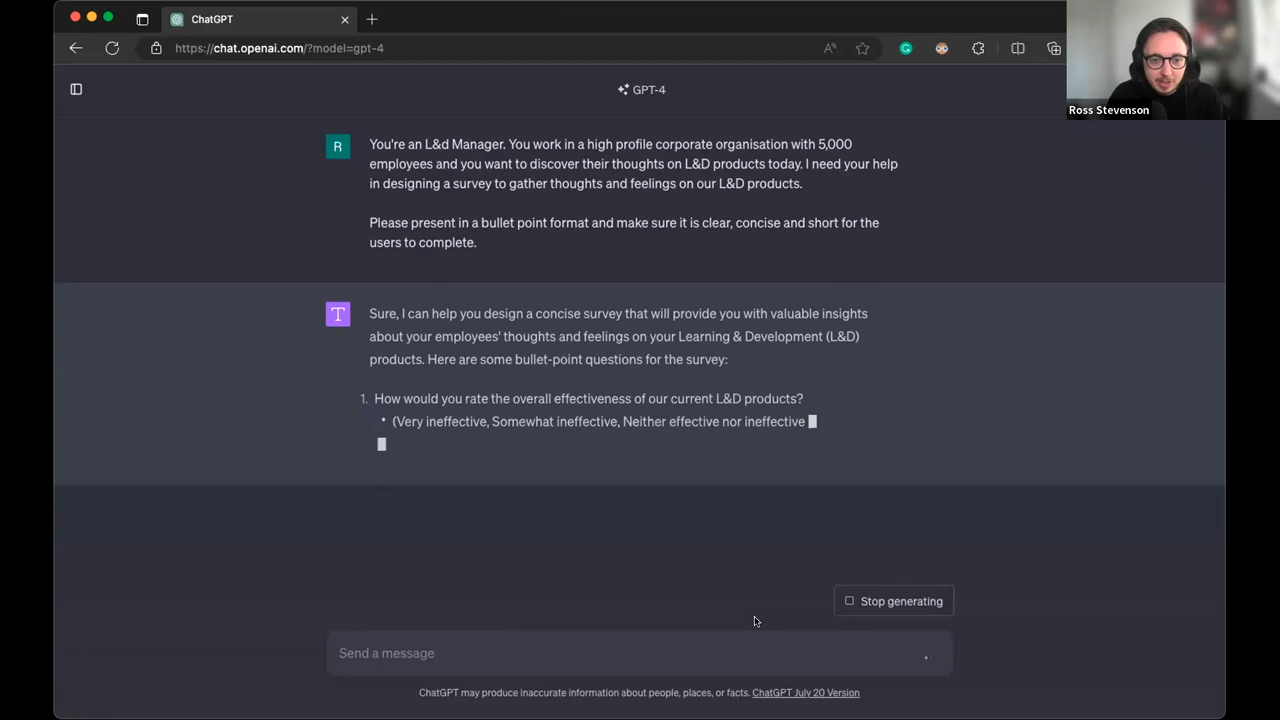 ChatGPT
https://chat.openai.com/?model=gpt-4
Ross Stevenson
GPT-4
R
You're an L&d Manager. You work in a high profile corporate organisation with 5,000
employees and you want to discover their thoughts on L&D products today. I need your help
in designing a survey to gather thoughts and feelings on our L&D products.
Please present in a bullet point format and make sure it is clear, concise and short for the
users to complete.
T
Sure, I can help you design a concise survey that will provide you with valuable insights
about your employees' thoughts and feelings on your Learning & Development (L&D)
products. Here are some bullet-point questions for the survey:
1. How would you rate the overall effectiveness of our current L&D products?
• (Very ineffective, Somewhat ineffective, Neither effective nor ineffective
Stop generating
Send a message
ChatGPT may produce inaccurate information about people, places, or facts. ChatGPT July 20 Version